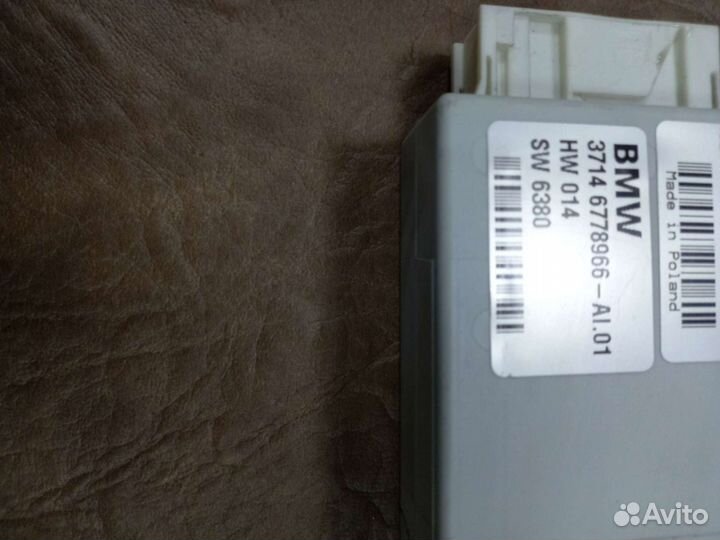 BMW
3714 6778966-AI.01
HW 014
SW 6380
Made in Poland
Avito